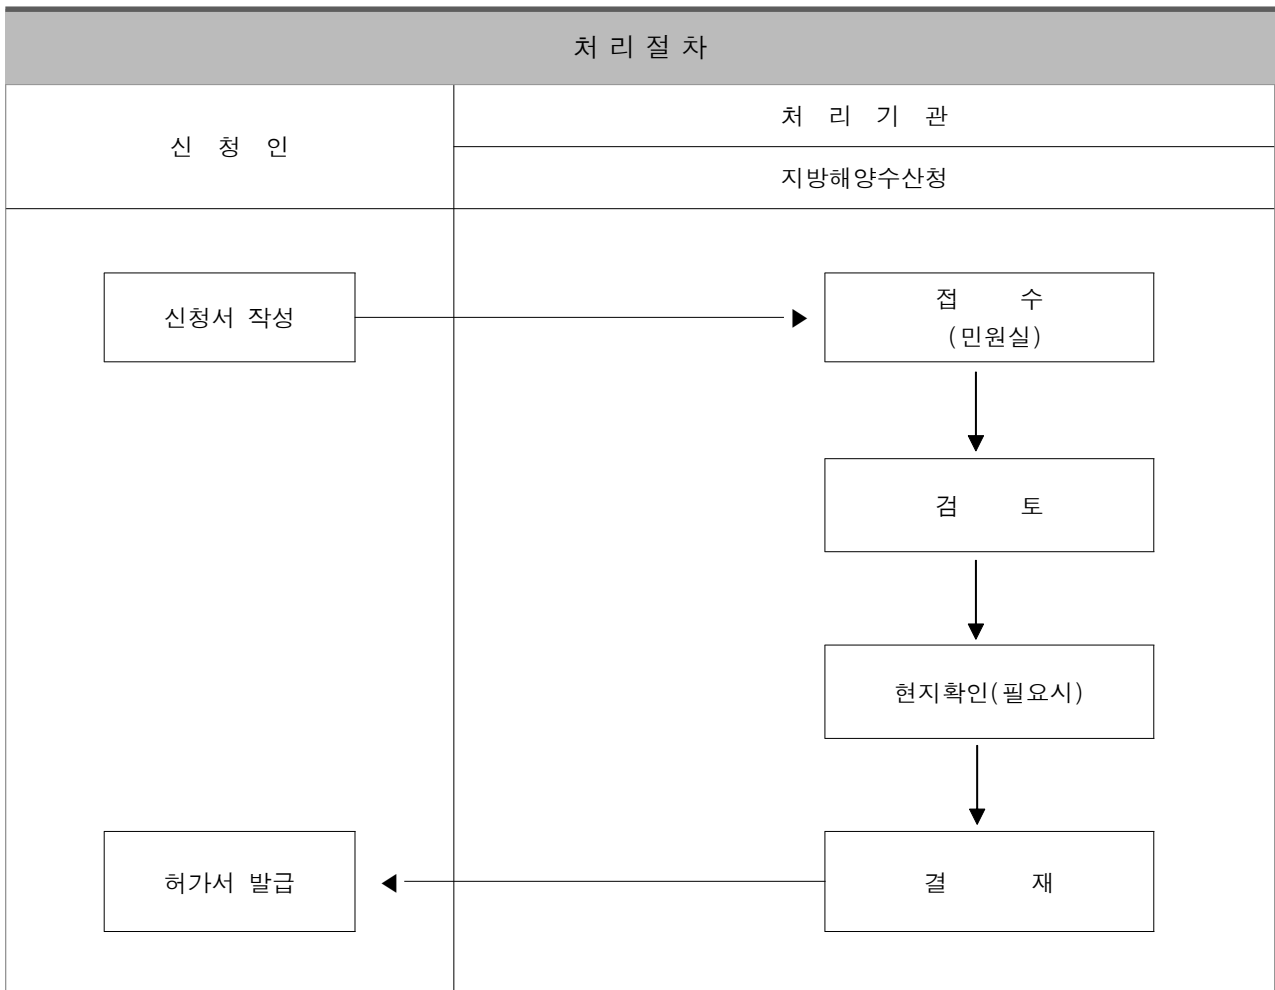 처리절차
신 청 인
처 리 기 관
지방해양수산청
신청서 작성
접 수
(민원실)
검 토
현지확인(필요시)
허가서 발급
결 재